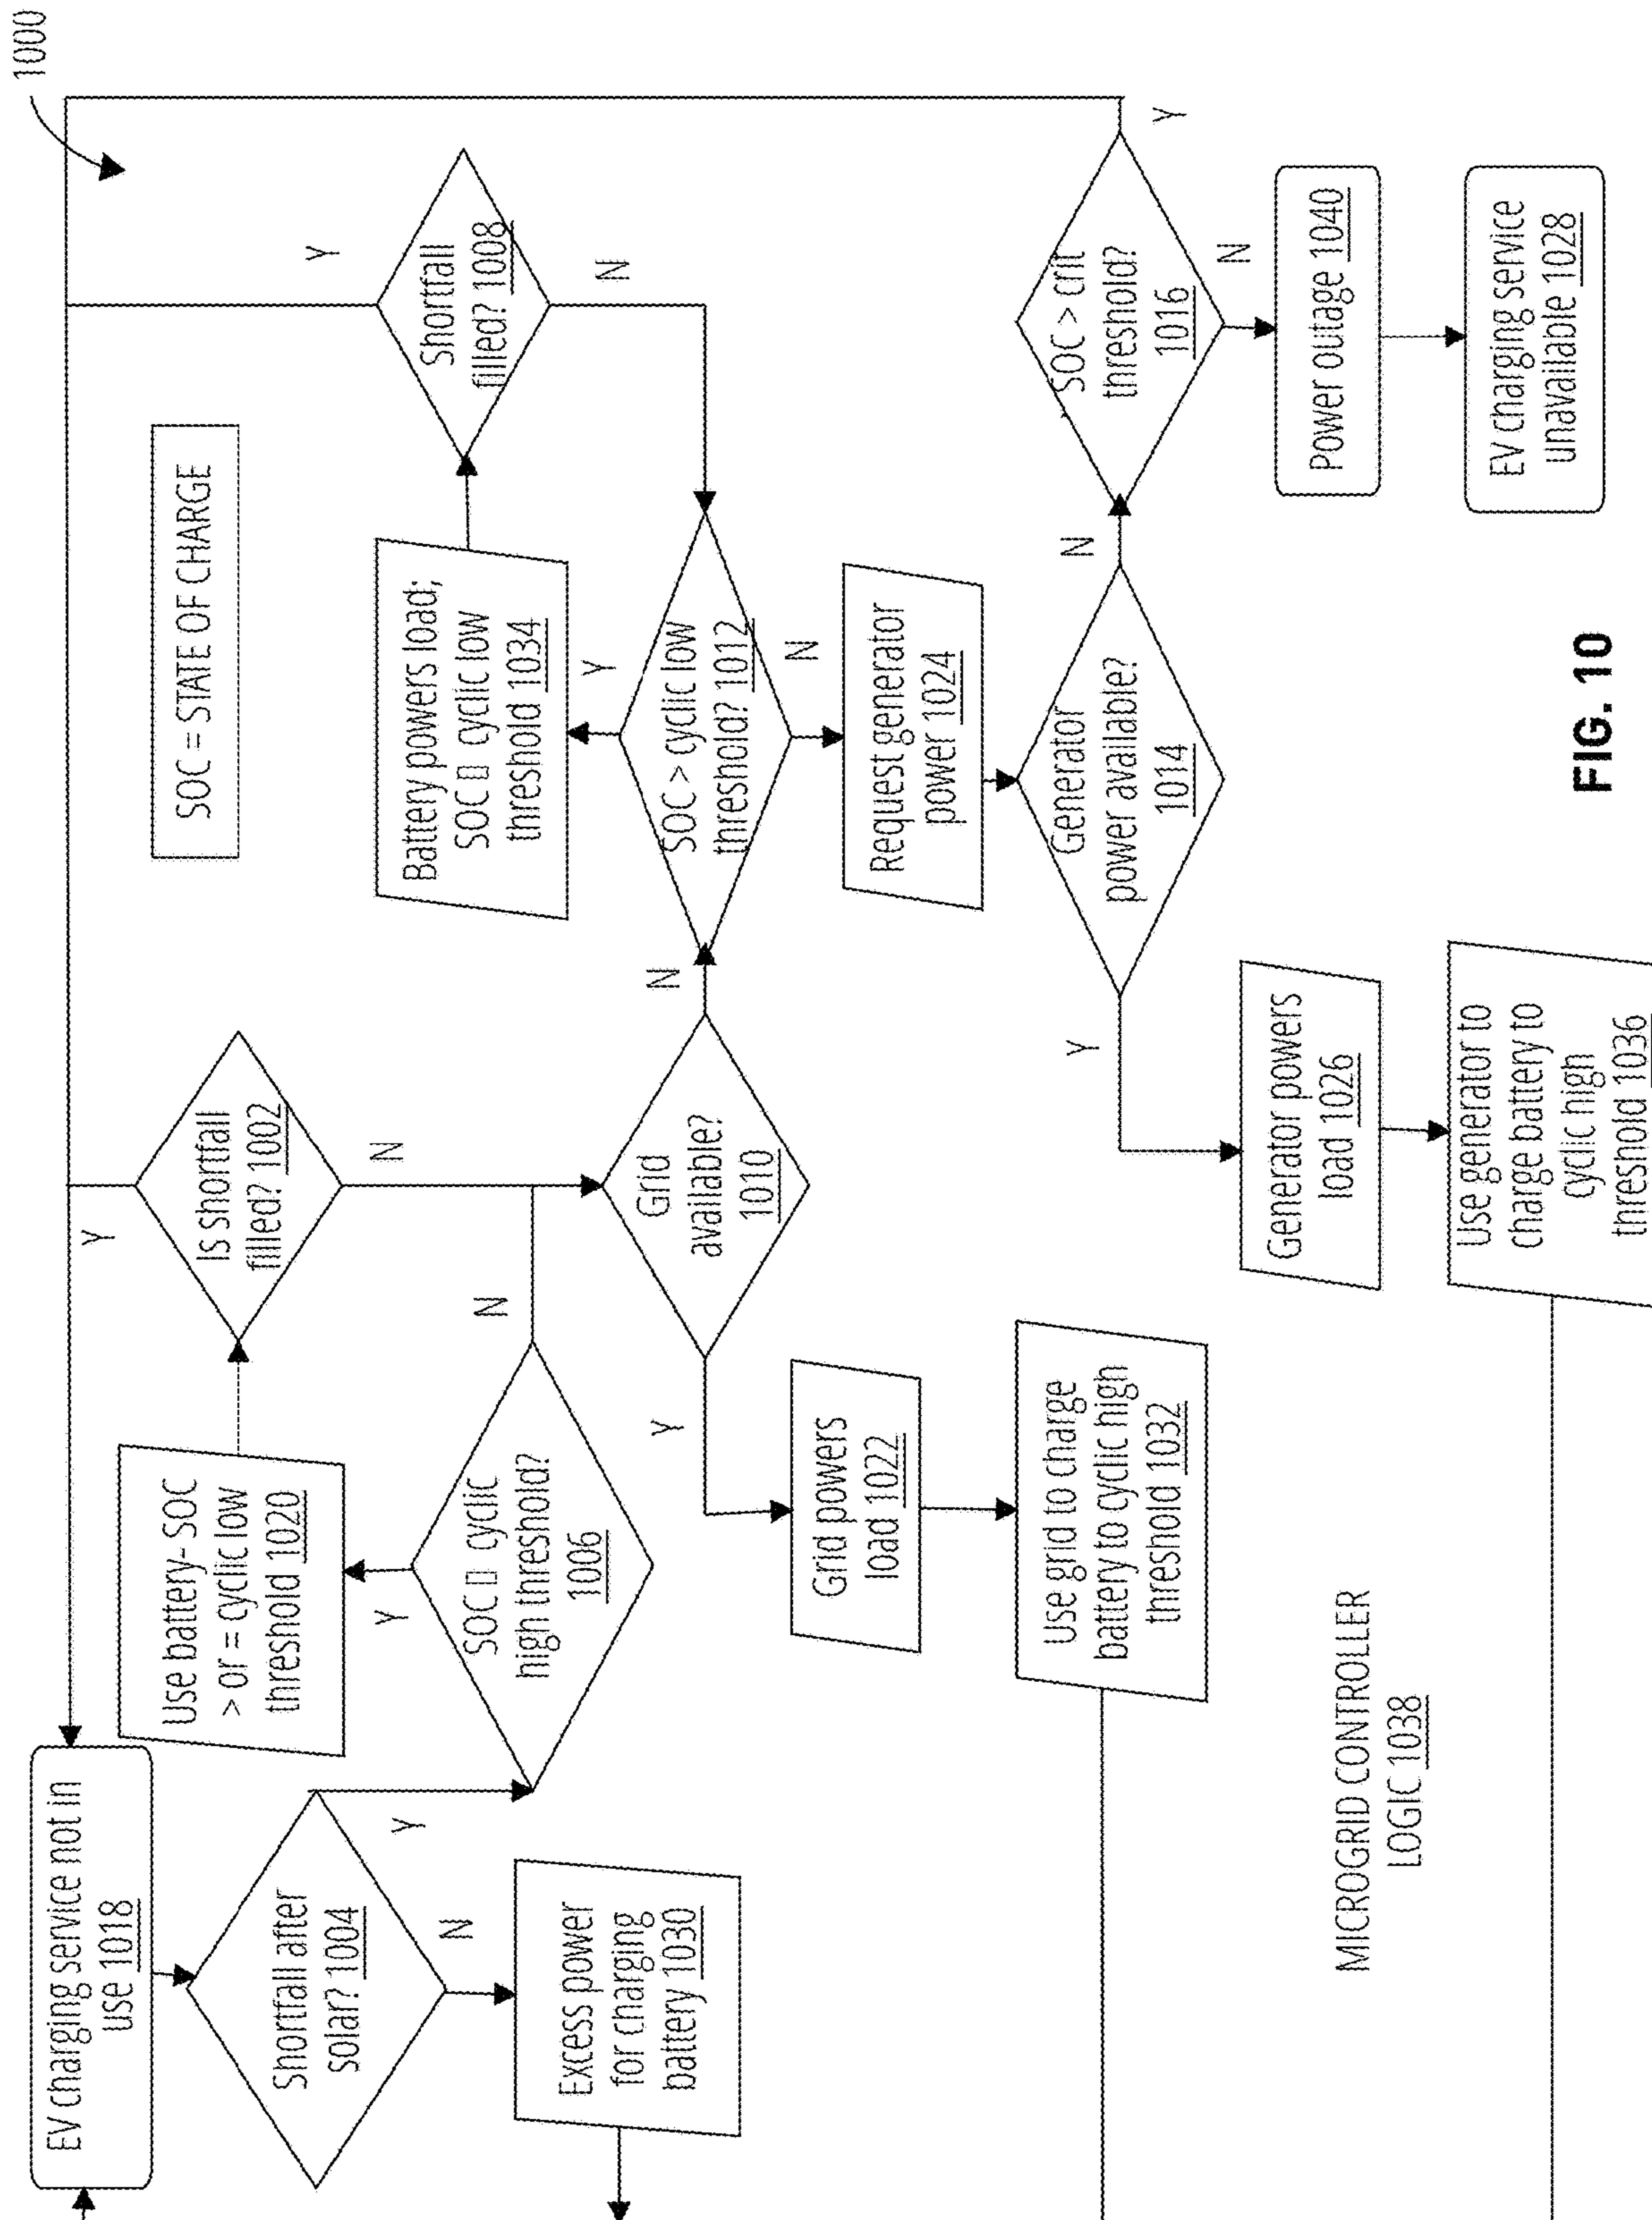 1000
EV charging service not in
use 1018
SOC = STATE OF CHARGE
Shortfall after
solar? 1004
Y
N
Excess power
for charging
battery 1030
Use battery- SOC
> or = cyclic low
threshold 1020
Y
SOC▯ cyclic
high threshold?
1006
N
Is shortfall
filled? 1002
Y
N
Grid
available?
1010
Y
N
Grid powers
load 1022
Use grid to charge
battery to cyclic high
threshold 1032
Battery powers load;
SOC▯ cyclic low
threshold 1034
Shortfall
filled? 1008
Y
N
SOC > cyclic low
threshold? 1012
Y
N
Request generator
power 1024
Generator
power available?
1014
Y
N
Generator powers
load 1026
Use generator to
charge battery to
cyclic high
threshold 1036
SOC > crit
threshold?
1016
Y
N
Power outage 1040
EV charging service
unavailable 1028
MICROGRID CONTROLLER
LOGIC 1038
FIG. 10